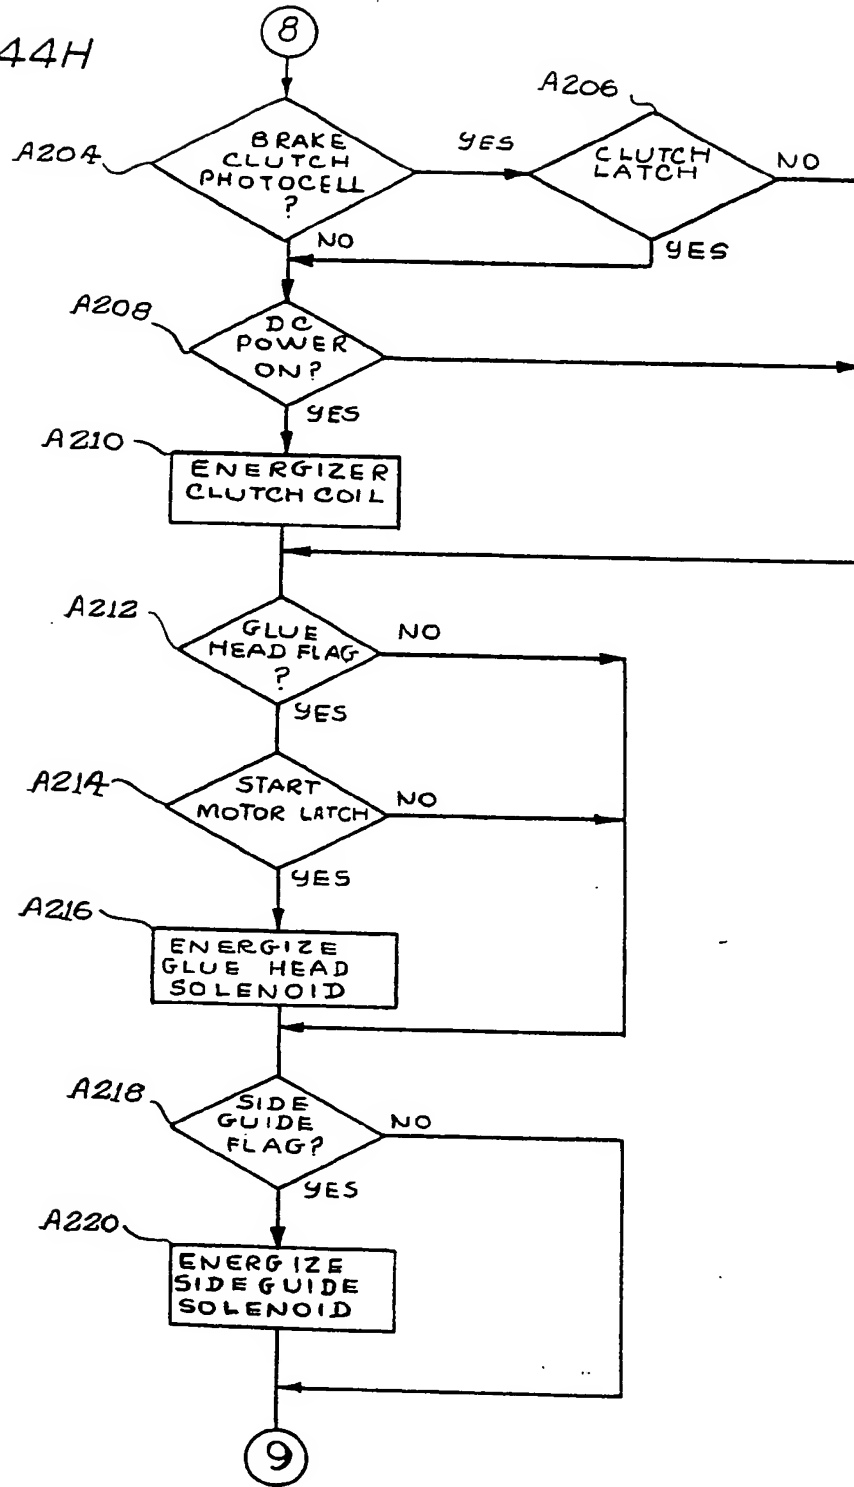 8
44H
A206
A204
BRAKE
CLUTCH
PHOTOCELL
?
YES
CLUTCH
LATCH
NO
NO
YES
A208
DC
POWER
ON?
YES
A210
ENERGIZER
CLUTCH COIL
A212
GLUE
HEAD FLAG
?
NO
YES
A214
START
MOTOR LATCH
NO
YES
A216
ENERGIZE
GLUE HEAD
SOLENOID
A218
SIDE
GUIDE
FLAG?
NO
YES
A220
ENERGIZE
SIDE GUIDE
SOLENOID
9